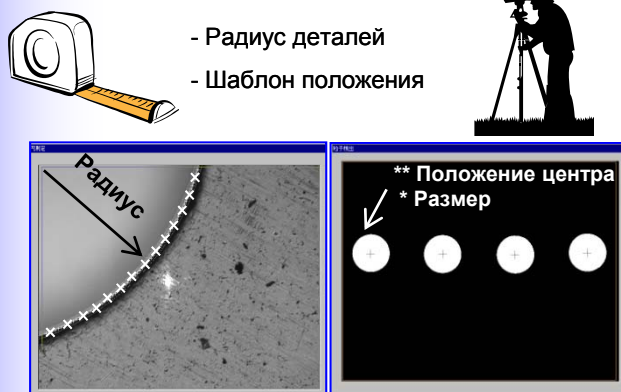 - Радиус деталей
- Шаблон положения
Радиус
** Положение центра
* Размер